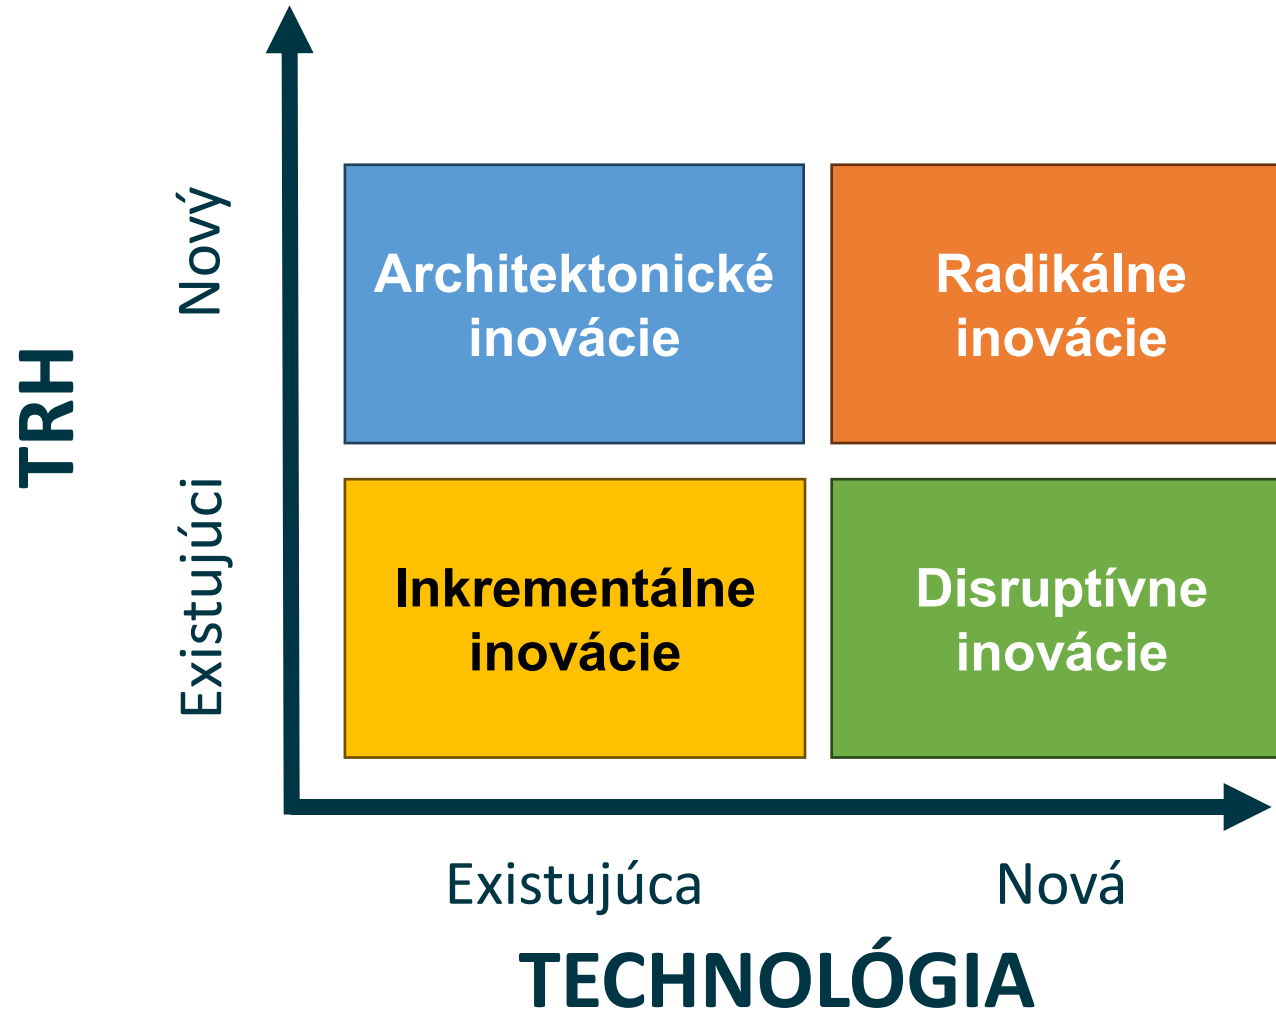 TRH
Nový
Existujúci
Architektonické
inovácie
Radikálne
inovácie
Inkrementálne
inovácie
Disruptívne
inovácie
Existujúca
Nová
TECHNOLÓGIA